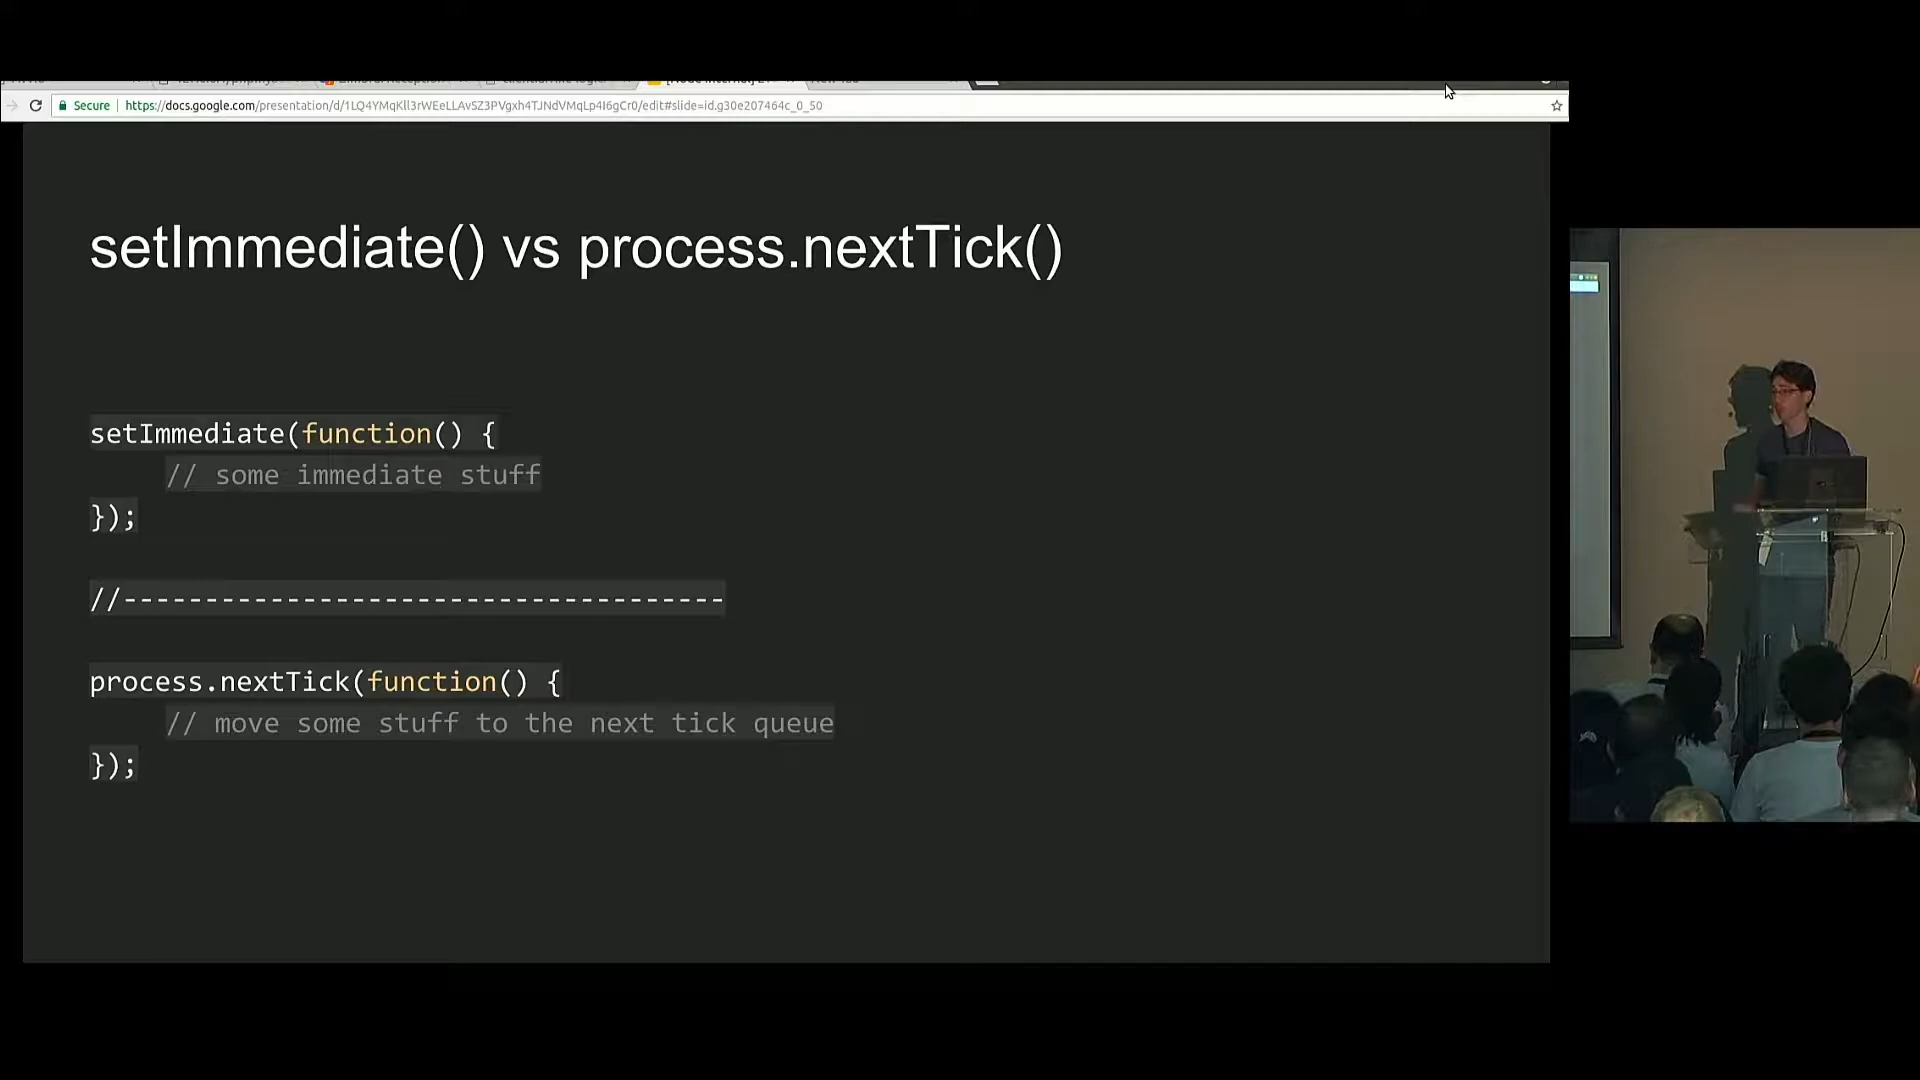 Secure
https://docs.google.com/presentation/d/1LQ4YMqKll3rWEeLLAvSZ3PVgxh4TJNdVMqLp4I6gCr0/edit#slide=id.g30e207464c_0_50
setImmediate() vs process.nextTick()
setImmediate(function() {
// some immediate stuff
});
//-------------------------------------
process.nextTick(function() {
// move some stuff to the next tick queue
});